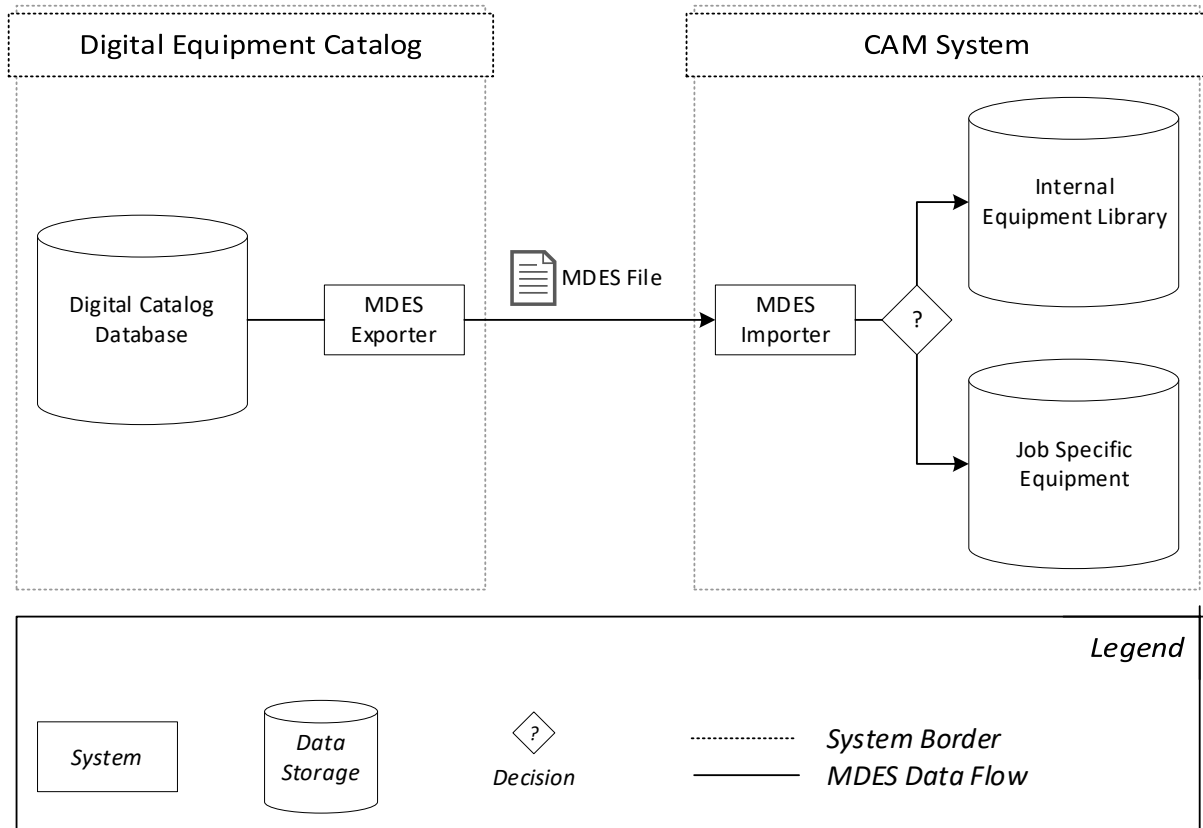 Digital Equipment Catalog
CAM System
Internal
Equipment Library
Digital Catalog
Database
MDES
Exporter
MDES File
MDES
Importer
?
Job Specific
Equipment
Legend
System
Data
Storage
?
Decision
System Border
MDES Data Flow